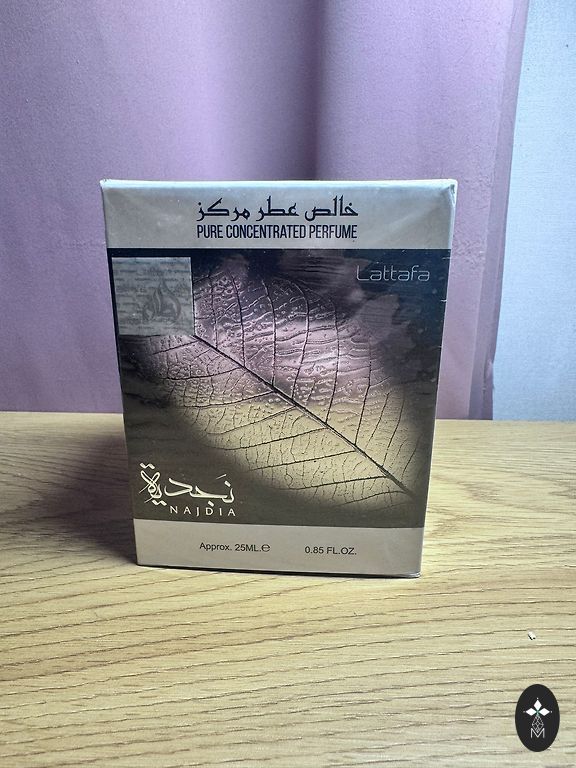 خالص عطر مركز
PURE CONCENTRATED PERFUME
Lattafa
نجدية
NAJDIA
Approx. 25ML.℮ 0.85 FL.OZ.